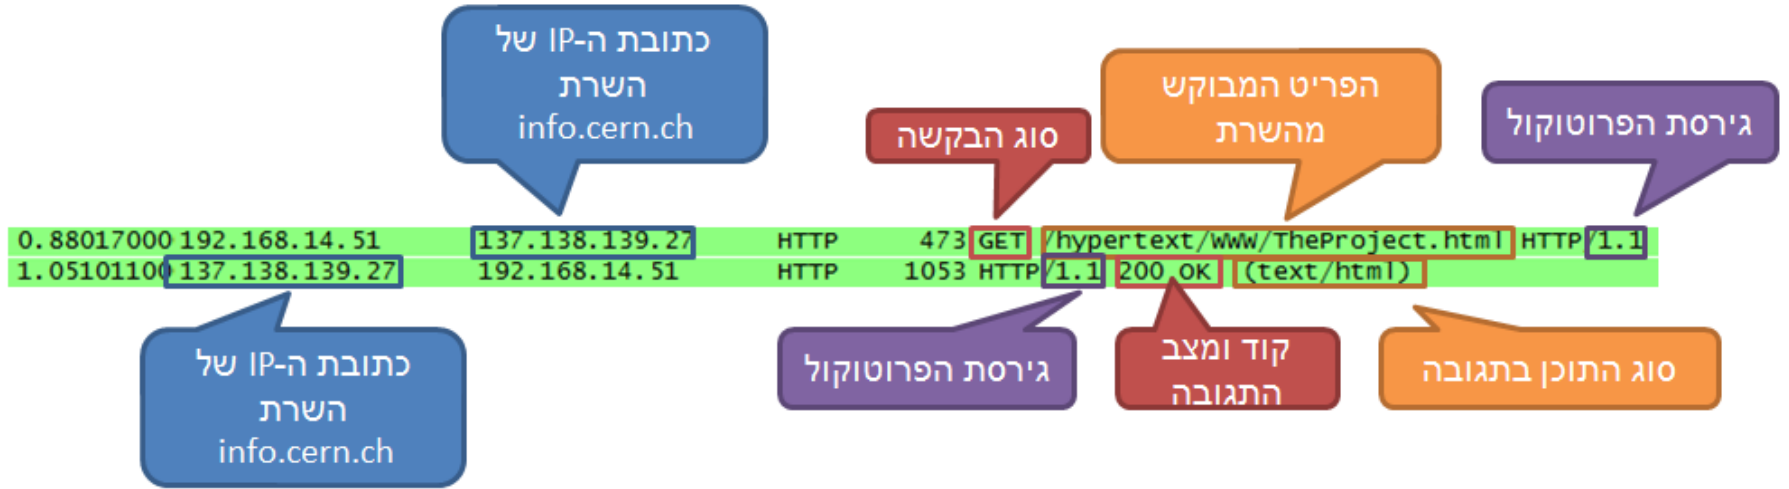 כתובת ה-IP של
השרת
info.cern.ch
סוג הבקשה
הפריט המבוקש
מהשרת
גירסת הפרוטוקול
0.88017000 192.168.14.51 137.138.139.27 HTTP 473 GET /hypertext/WWW/TheProject.html HTTP/1.1
1.05101100 137.138.139.27 192.168.14.51 HTTP 1053 HTTP/1.1 200 OK (text/html)
כתובת ה-IP של
השרת
info.cern.ch
גירסת הפרוטוקול
קוד ומצב
התגובה
סוג התוכן בתגובה